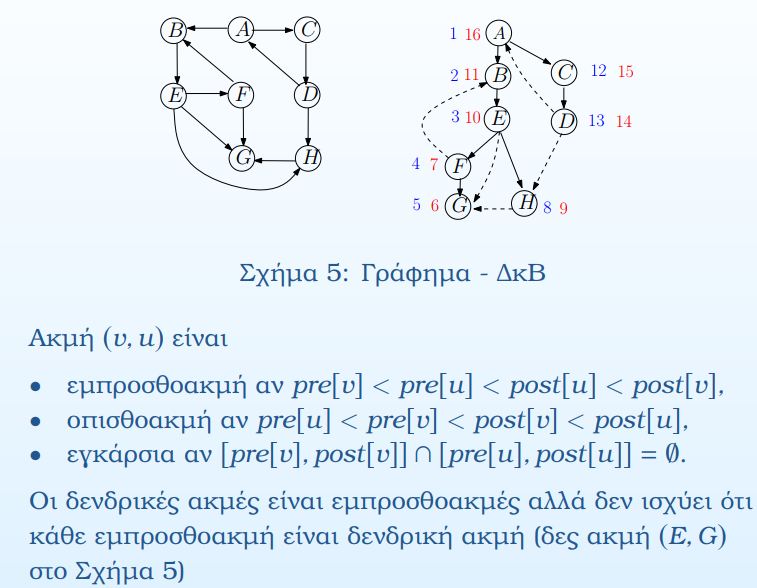 B A C
E F D
G H
1 16 A
2 11 B C 12 15
3 10 E D 13 14
4 7 F
5 6 G H 8 9
Σχήμα 5: Γράφημα - ΔκΒ
Ακμή (v, u) είναι
• εμπροσθοακμή αν pre[v] < pre[u] < post[u] < post[v],
• οπισθοακμή αν pre[u] < pre[v] < post[v] < post[u],
• εγκάρσια αν [pre[v], post[v]] ∩ [pre[u], post[u]] = ∅.
Οι δενδρικές ακμές είναι εμπροσθοακμές αλλά δεν ισχύει ότι
κάθε εμπροσθοακμή είναι δενδρική ακμή (δες ακμή (E, G)
στο Σχήμα 5)